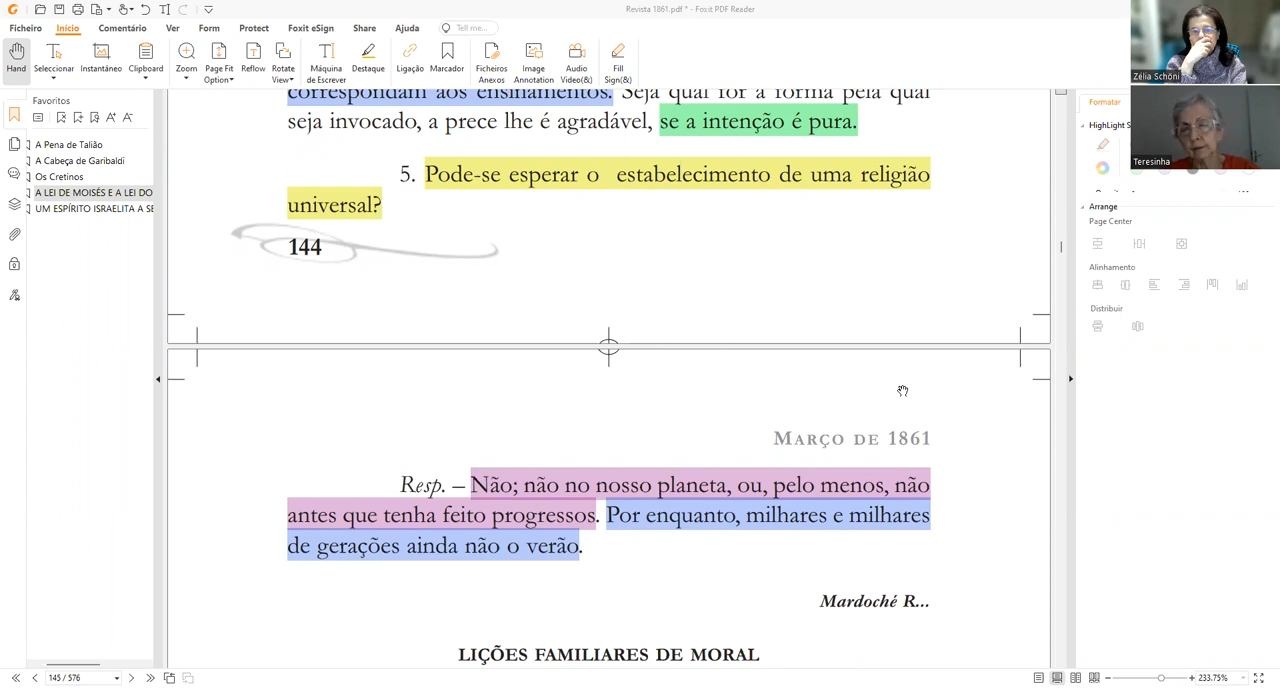 Revista 1861.pdf * - Foxit PDF Reader
Ficheiro Início Comentário Ver Form Protect Foxit eSign Share Ajuda Tell me...
Hand Seleccionar Instantâneo Clipboard Zoom Page Fit Option Reflow Rotate View Máquina de Escrever Destaque Ligação Marcador Ficheiros Anexos Image Annotation Audio Video(&) Fill Sign(&)
Zélia Schöni
Teresinha
Favoritos
A Pena de Talião
A Cabeça de Garibaldi
Os Cretinos
A LEI DE MOISÉS E A LEI DO
UM ESPÍRITO ISRAELITA A SE
correspondam aos ensinamentos. Seja qual for a forma pela qual
seja invocado, a prece lhe é agradável, se a intenção é pura.
5. Pode-se esperar o estabelecimento de uma religião
universal?
144
MARÇO DE 1861
Resp. – Não; não no nosso planeta, ou, pelo menos, não
antes que tenha feito progressos. Por enquanto, milhares e milhares
de gerações ainda não o verão.
Mardoché R...
LIÇÕES FAMILIARES DE MORAL
Formatar
HighLight S
Arrange
Page Center
Alinhamento
Distribuir
145 / 576
233.75%